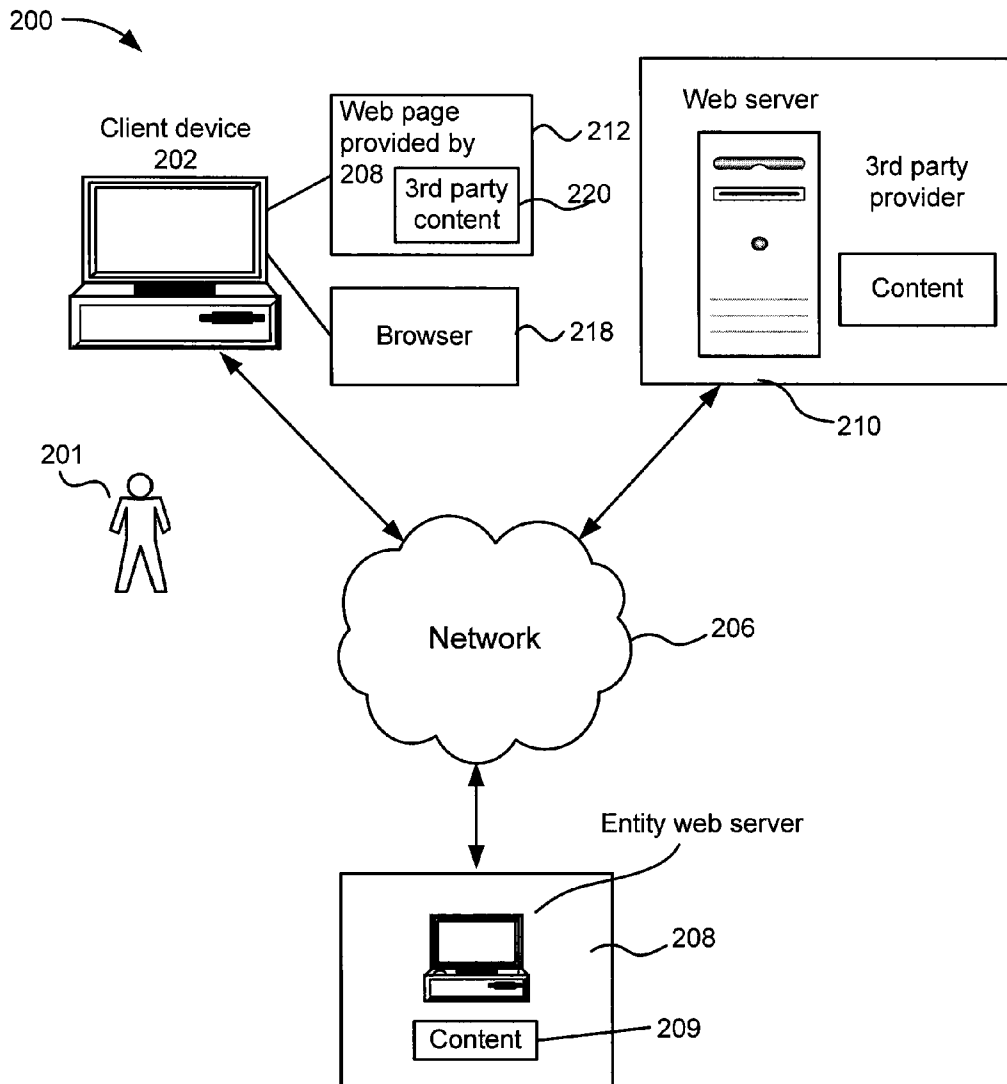 200
Client device
202
Web page
provided by
208
3rd party
content
212
220
Browser
218
Web server
3rd party
provider
Content
210
201
Network
206
Entity web server
208
Content
209